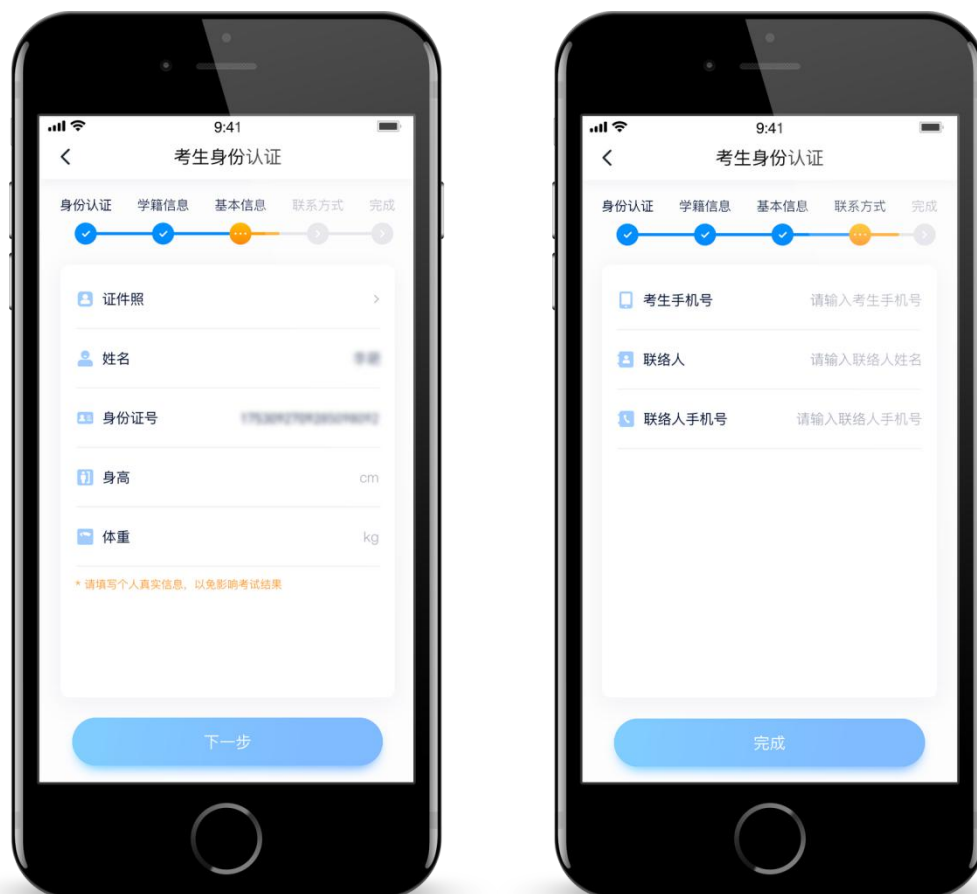 9:41
考生身份认证
身份认证 学籍信息 基本信息 联系方式 完成
证件照
姓名
身份证号
身高 cm
体重 kg
* 请填写个人真实信息，以免影响考试结果
下一步
9:41
考生身份认证
身份认证 学籍信息 基本信息 联系方式 完成
考生手机号 请输入考生手机号
联络人 请输入联络人姓名
联络人手机号 请输入联络人手机号
完成